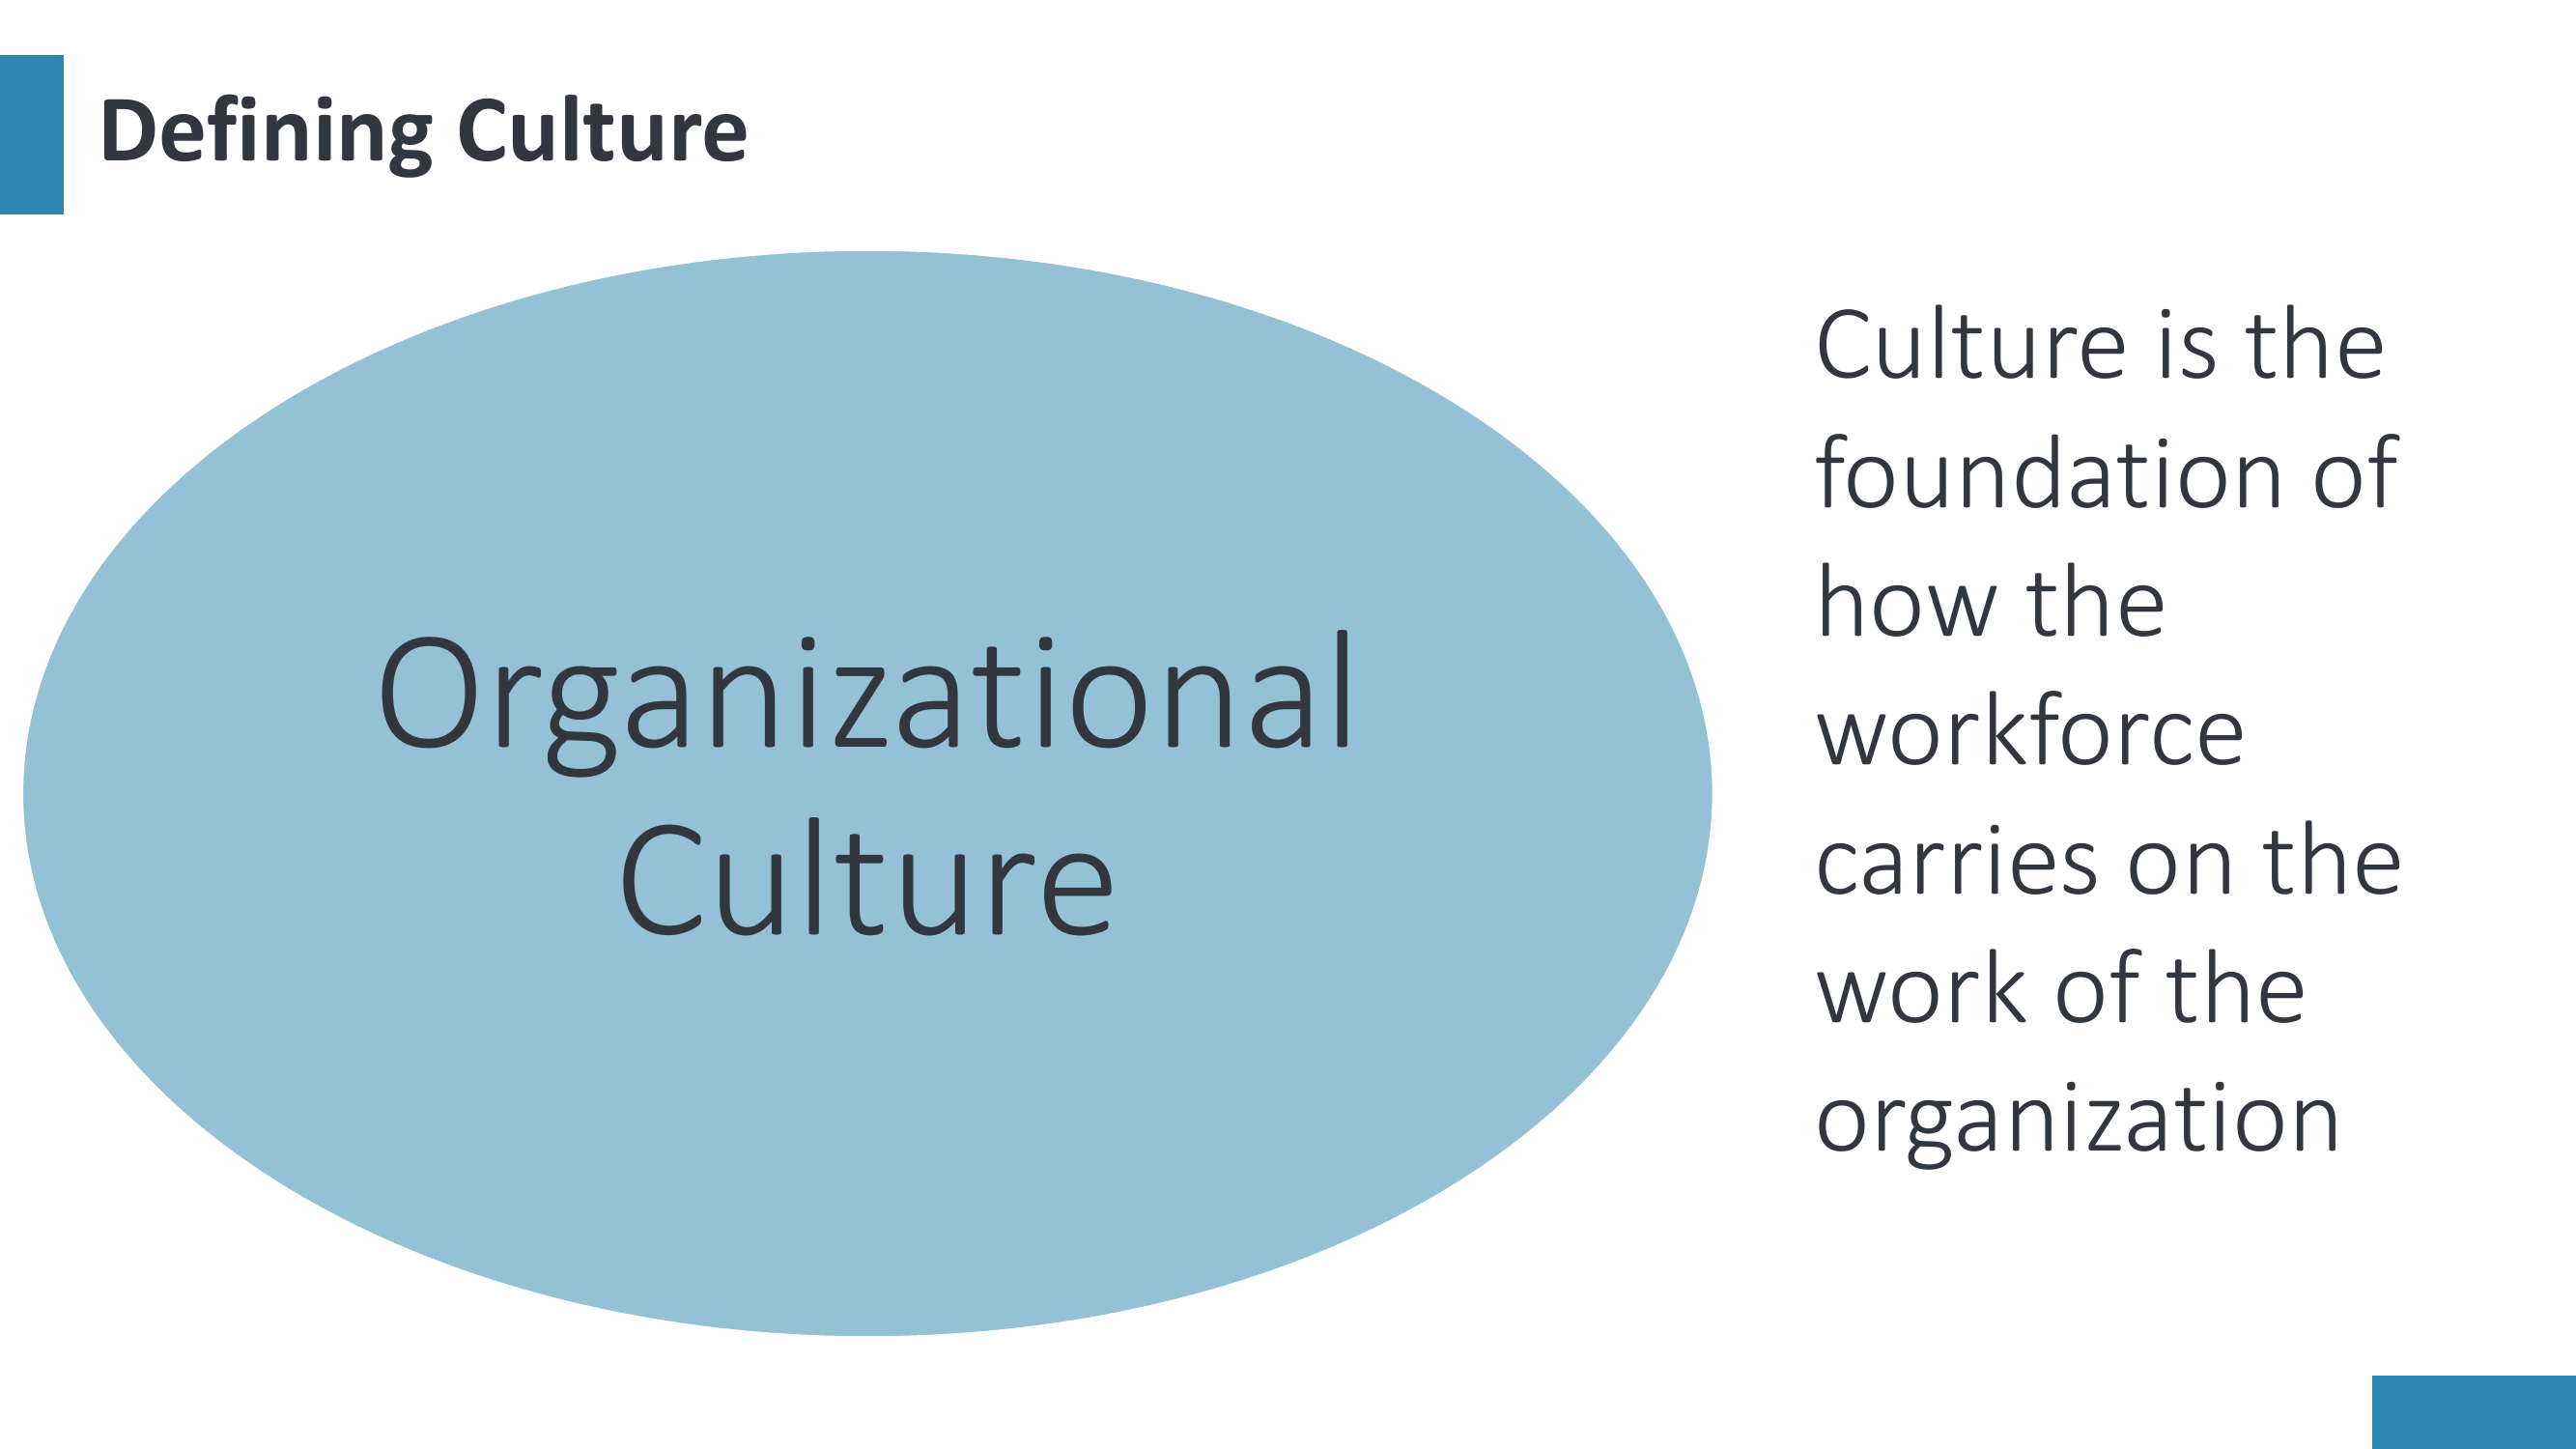 Defining Culture
Organizational
Culture
Culture is the
foundation of
how the
workforce
carries on the
work of the
organization